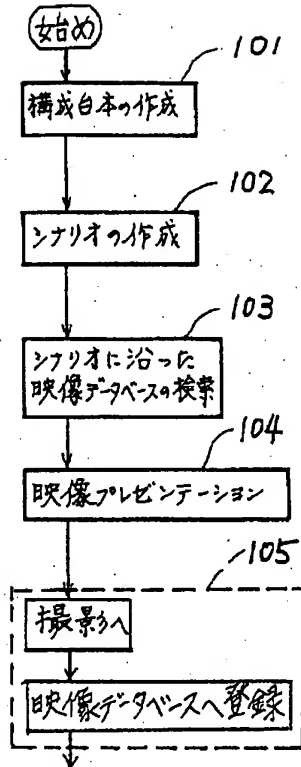 始め
101
構成台本の作成
102
シナリオの作成
103
シナリオに沿った
映像データベースの検索
104
映像プレゼンテーション
105
撮影へ
映像データベースへ登録